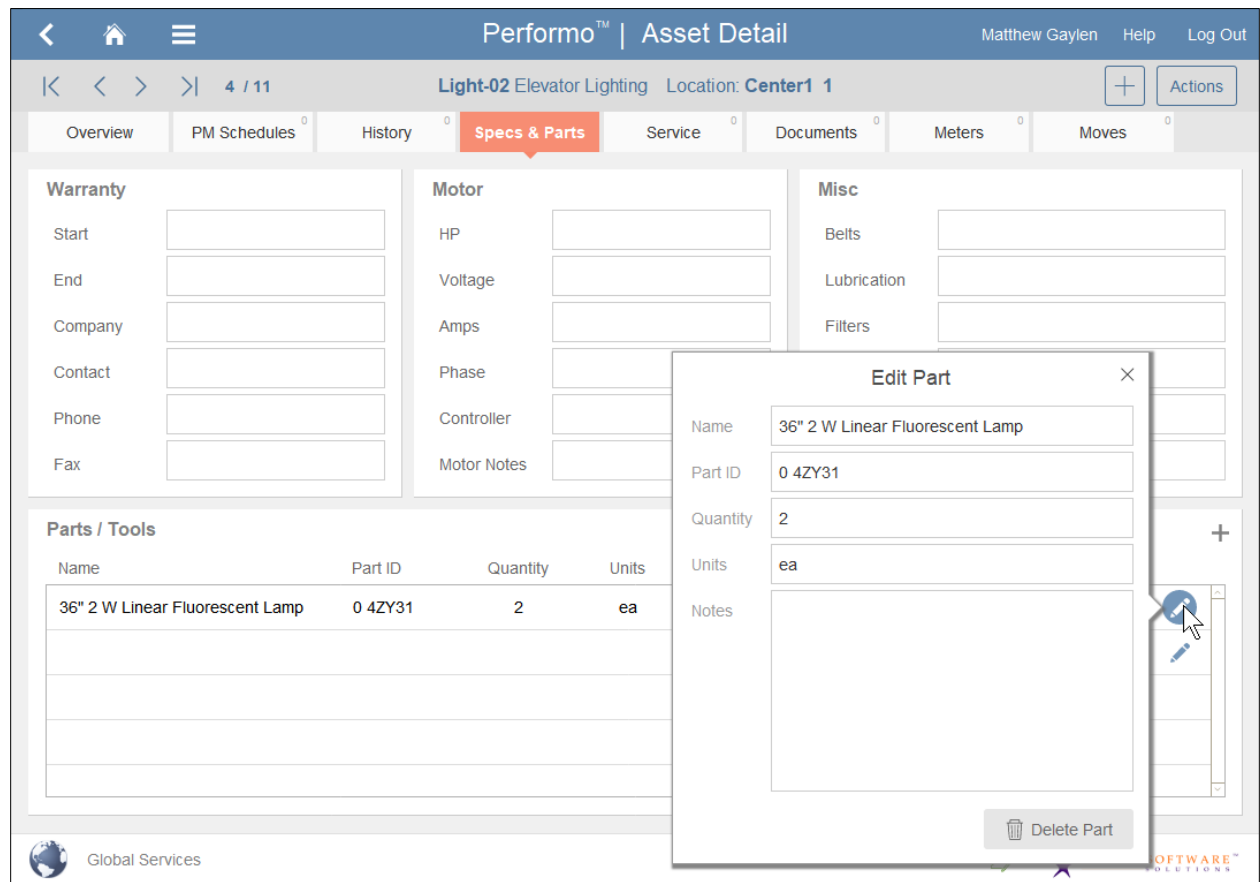 Performo™ | Asset Detail
Matthew Gaylen Help Log Out
4 / 11
Light-02 Elevator Lighting Location: Center1 1
Actions
Overview
PM Schedules 0
History 0
Specs & Parts
Service 0
Documents 0
Meters 0
Moves 0
Warranty
Start
End
Company
Contact
Phone
Fax
Motor
HP
Voltage
Amps
Phase
Controller
Motor Notes
Misc
Belts
Lubrication
Filters
Parts / Tools
Name Part ID Quantity Units
36" 2 W Linear Fluorescent Lamp 0 4ZY31 2 ea
Edit Part
Name 36" 2 W Linear Fluorescent Lamp
Part ID 0 4ZY31
Quantity 2
Units ea
Notes
Delete Part
Global Services